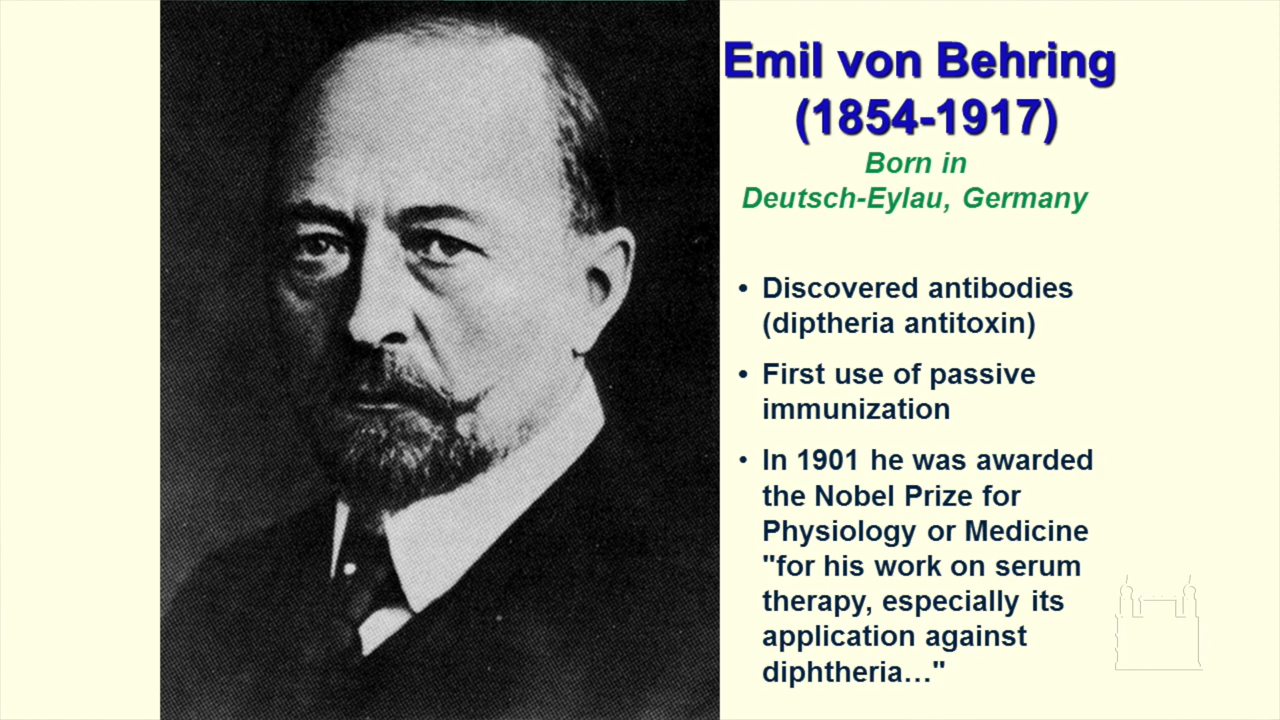 Emil von Behring
(1854-1917)
Born in
Deutsch-Eylau, Germany
• Discovered antibodies
(diptheria antitoxin)
• First use of passive
immunization
• In 1901 he was awarded
the Nobel Prize for
Physiology or Medicine
"for his work on serum
therapy, especially its
application against
diphtheria…"